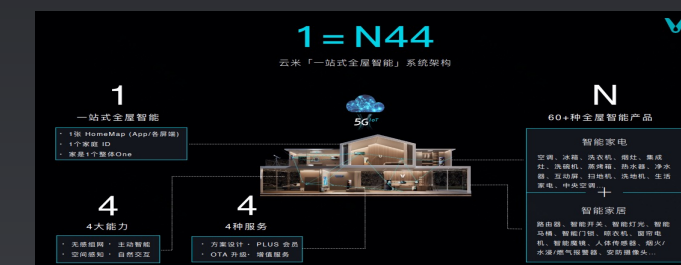 1=N44
云米「一站式全屋智能」系统架构
1
一站式全屋智能
· 1张 HomeMap (App/各屏端)
· 1个家庭 ID
· 家是1个整体One
5G IoT
N
60+种全屋智能产品
智能家电
空调、冰箱、洗衣机、烟灶、集成
灶、洗碗机、蒸烤箱、热水器、净水
器、互动屏、扫地机、洗地机、生活
家电、中央空调...
+
智能家居
路由器、智能开关、智能灯光、智能
马桶、智能门锁、晾衣机、窗帘电
机、智能魔镜、人体传感器、烟火/
水浸/燃气报警器、安防摄像头...
4
4大能力
· 无感组网 · 主动智能
· 空间感知 · 自然交互
4
4种服务
· 方案设计 · PLUS 会员
· OTA 升级 · 增值服务